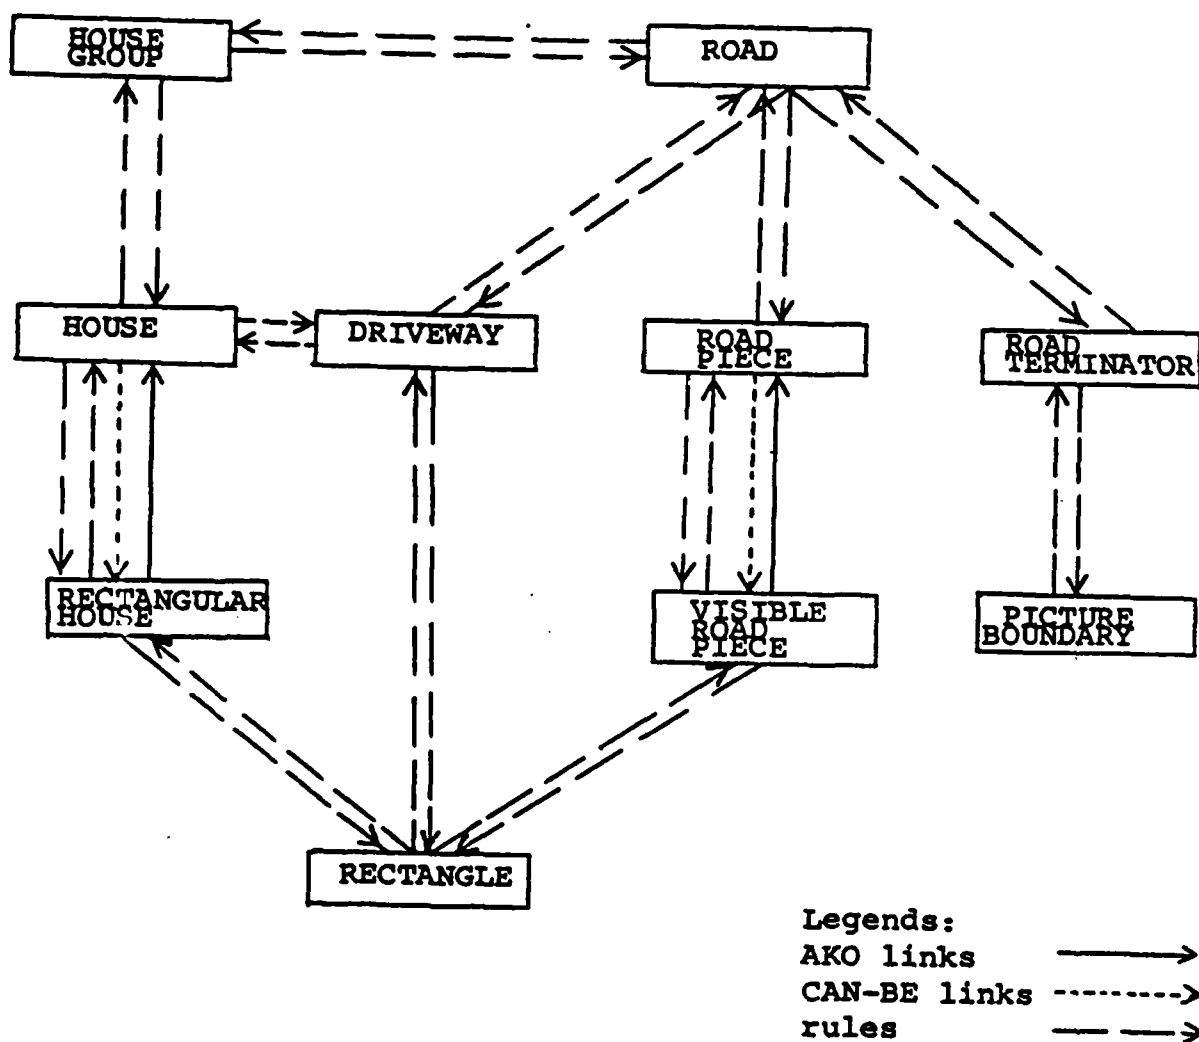 HOUSE
GROUP
ROAD
HOUSE
DRIVEWAY
ROAD
PIECE
ROAD
TERMINATOR
RECTANGULAR
HOUSE
VISIBLE
ROAD
PIECE
PICTURE
BOUNDARY
RECTANGLE
Legends:
AKO links
CAN-BE links
rules